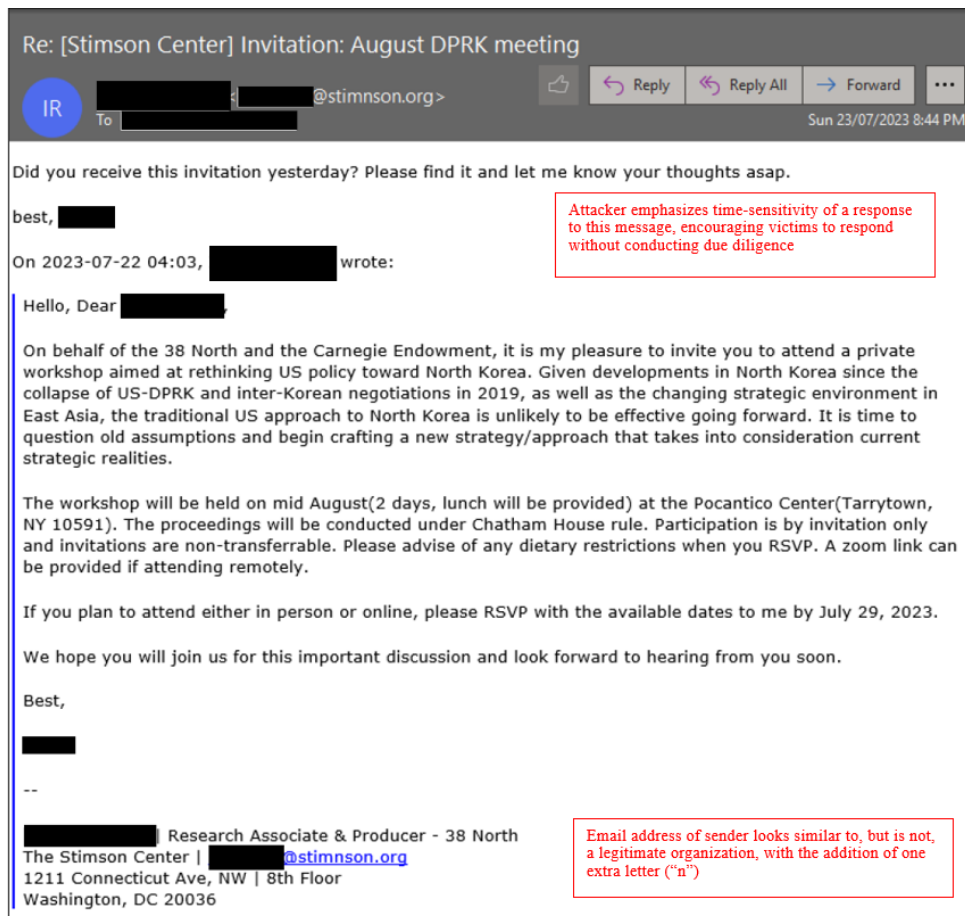 Re: [Stimson Center] Invitation: August DPRK meeting
Reply
Reply All
Forward
IR
< @stimnson.org>
To
Sun 23/07/2023 8:44 PM
Did you receive this invitation yesterday? Please find it and let me know your thoughts asap.
best,
Attacker emphasizes time-sensitivity of a response
to this message, encouraging victims to respond
without conducting due diligence
On 2023-07-22 04:03, wrote:
Hello, Dear ,
On behalf of the 38 North and the Carnegie Endowment, it is my pleasure to invite you to attend a private
workshop aimed at rethinking US policy toward North Korea. Given developments in North Korea since the
collapse of US-DPRK and inter-Korean negotiations in 2019, as well as the changing strategic environment in
East Asia, the traditional US approach to North Korea is unlikely to be effective going forward. It is time to
question old assumptions and begin crafting a new strategy/approach that takes into consideration current
strategic realities.
The workshop will be held on mid August(2 days, lunch will be provided) at the Pocantico Center(Tarrytown,
NY 10591). The proceedings will be conducted under Chatham House rule. Participation is by invitation only
and invitations are non-transferrable. Please advise of any dietary restrictions when you RSVP. A zoom link can
be provided if attending remotely.
If you plan to attend either in person or online, please RSVP with the available dates to me by July 29, 2023.
We hope you will join us for this important discussion and look forward to hearing from you soon.
Best,
--
| Research Associate & Producer - 38 North
The Stimson Center | @stimnson.org
1211 Connecticut Ave, NW | 8th Floor
Washington, DC 20036
Email address of sender looks similar to, but is not,
a legitimate organization, with the addition of one
extra letter ("n")